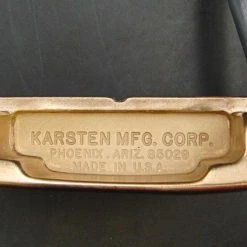 KARSTEN MFG. CORP.
PHOENIX, ARIZ. 85029
MADE IN U.S.A.